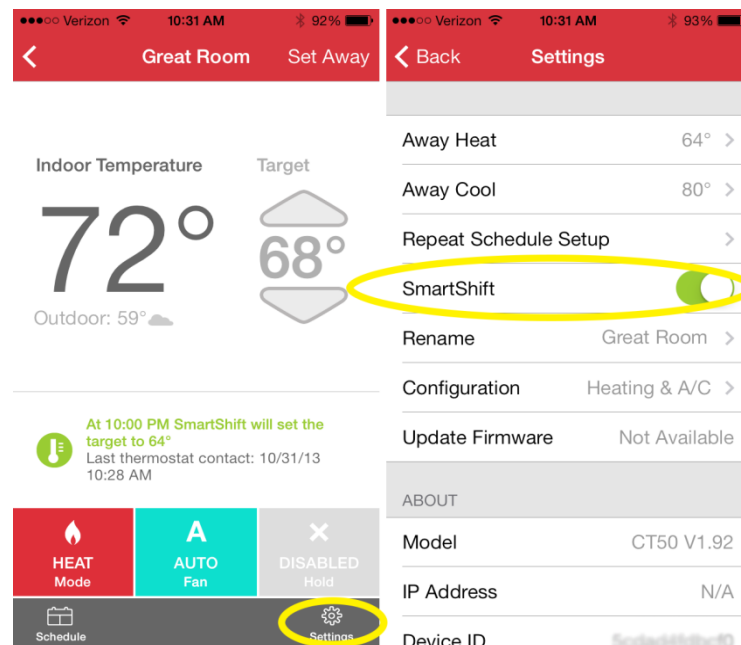 Verizon 10:31 AM 92%
Great Room Set Away
Indoor Temperature Target
72° 68°
Outdoor: 59°
At 10:00 PM SmartShift will set the
target to 64°
Last thermostat contact: 10/31/13
10:28 AM
HEAT A AUTO DISABLED
Mode Fan Hold
Schedule Settings
Verizon 10:31 AM 93%
Back Settings
Away Heat 64°
Away Cool 80°
Repeat Schedule Setup
SmartShift
Rename Great Room
Configuration Heating & A/C
Update Firmware Not Available
ABOUT
Model CT50 V1.92
IP Address N/A
Device ID